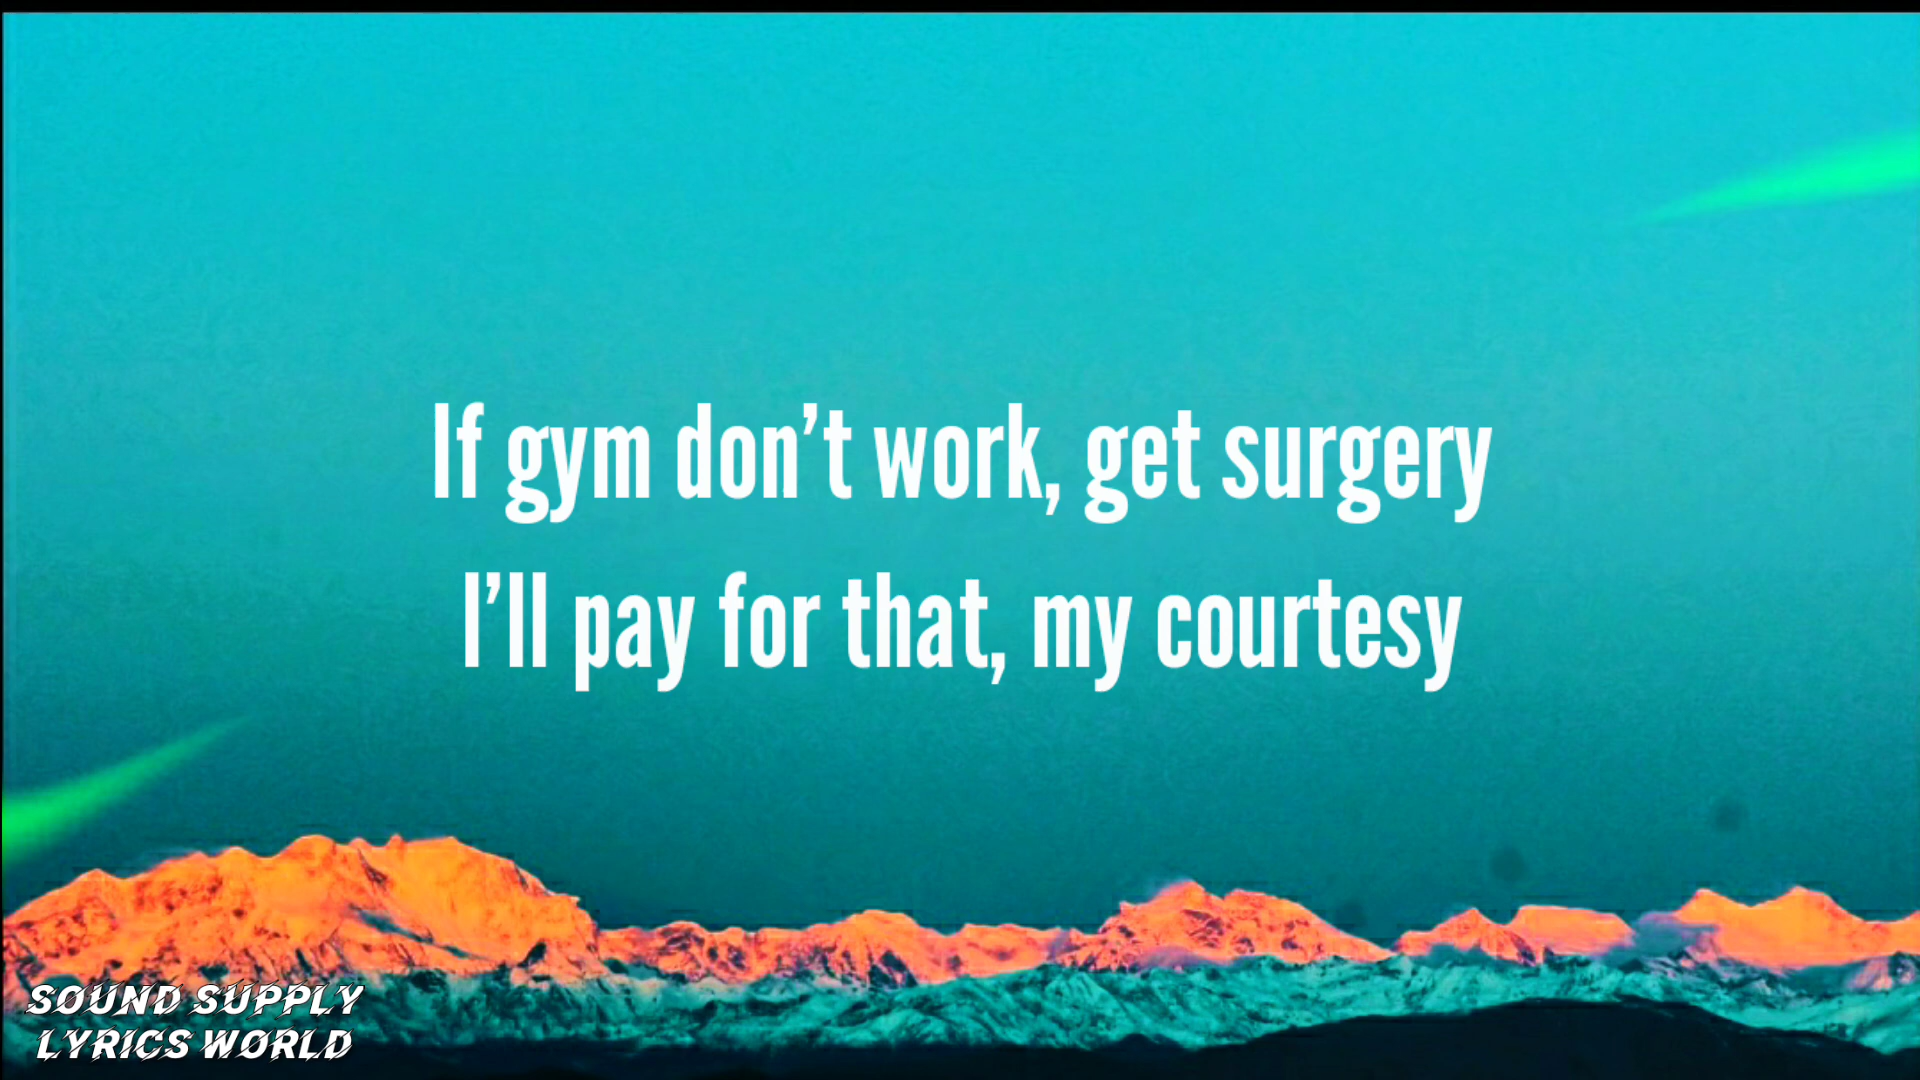 If gym don’t work, get surgery
I’ll pay for that, my courtesy
SOUND SUPPLY
LYRICS WORLD